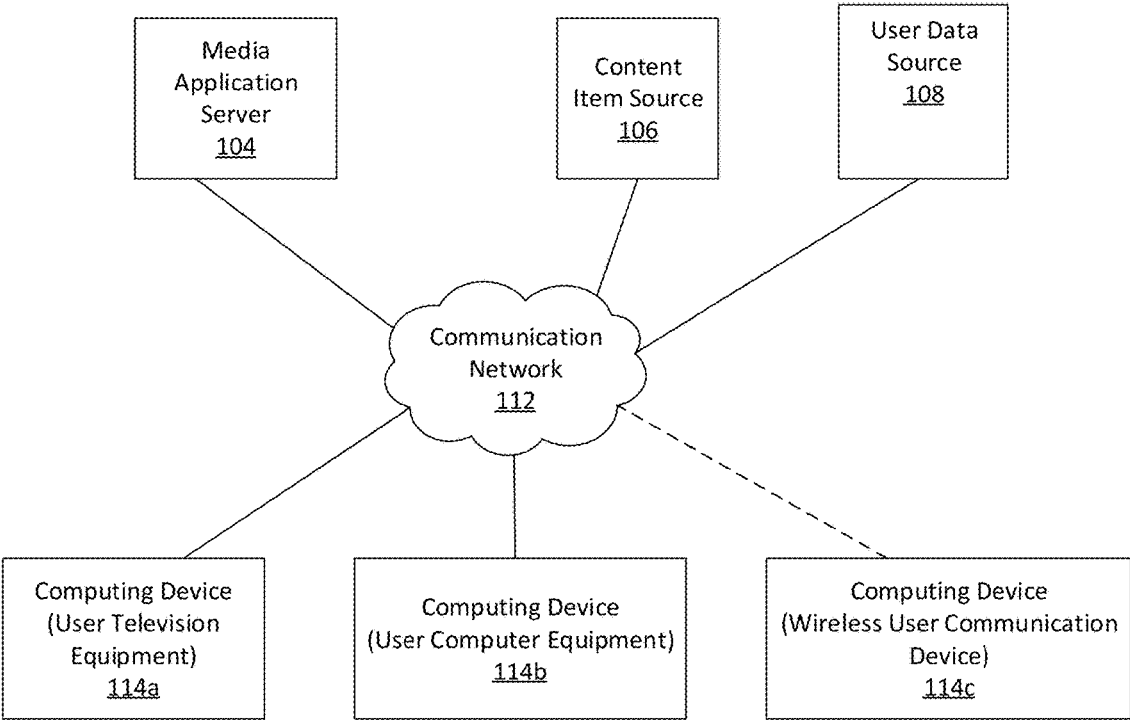 Media
Application
Server
104
Content
Item Source
106
User Data
Source
108
Communication
Network
112
Computing Device
(User Television
Equipment)
114a
Computing Device
(User Computer Equipment)
114b
Computing Device
(Wireless User Communication
Device)
114c